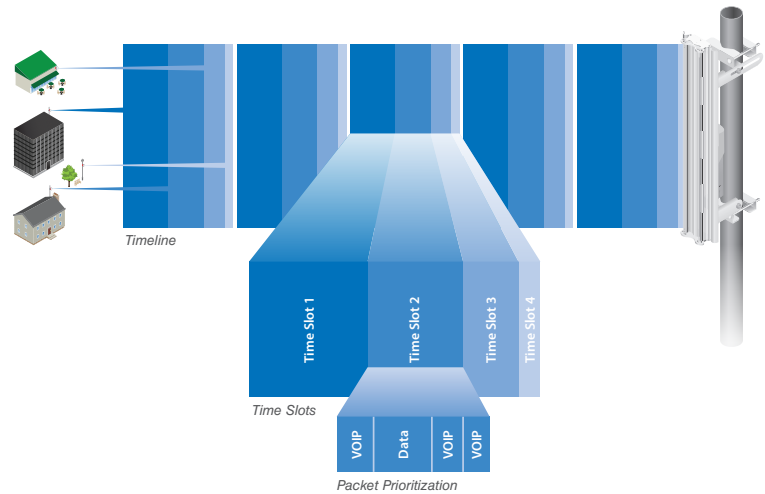 Timeline
Time Slot 1
Time Slot 2
Time Slot 3
Time Slot 4
Time Slots
VOIP
Data
VOIP
VOIP
Packet Prioritization